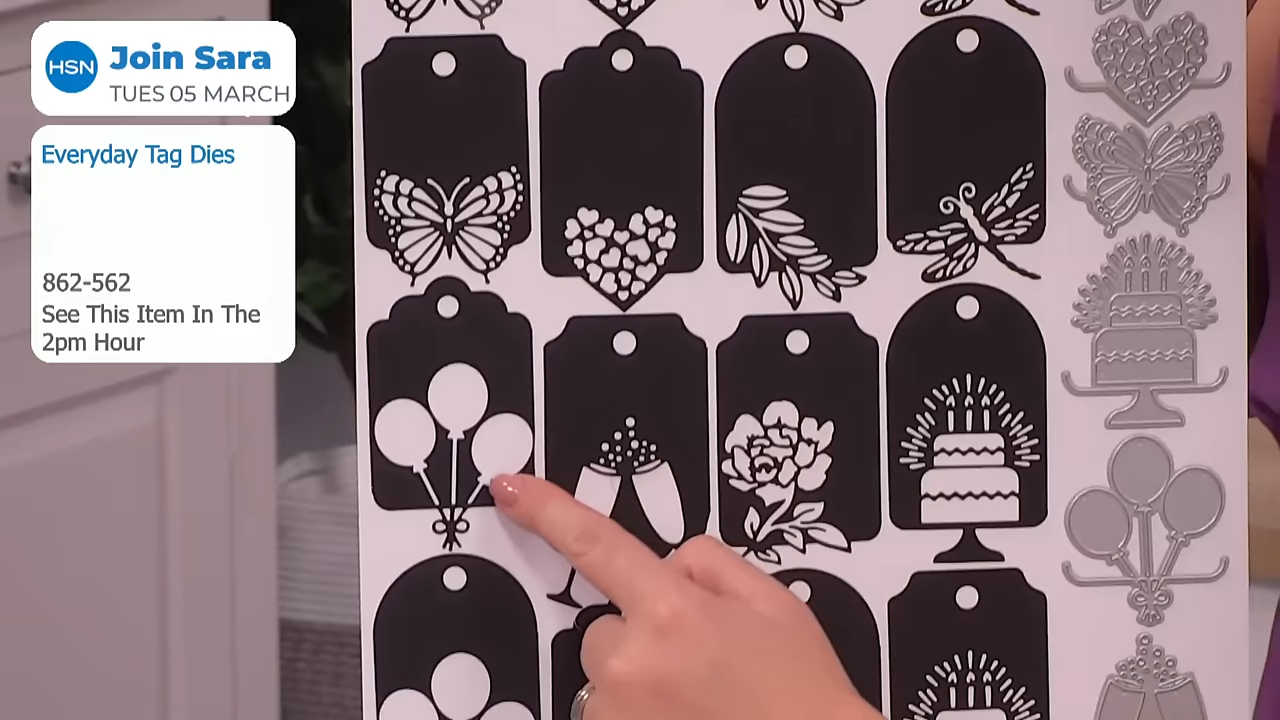 HSN
Join Sara
TUES 05 MARCH
Everyday Tag Dies
862-562
See This Item In The
2pm Hour